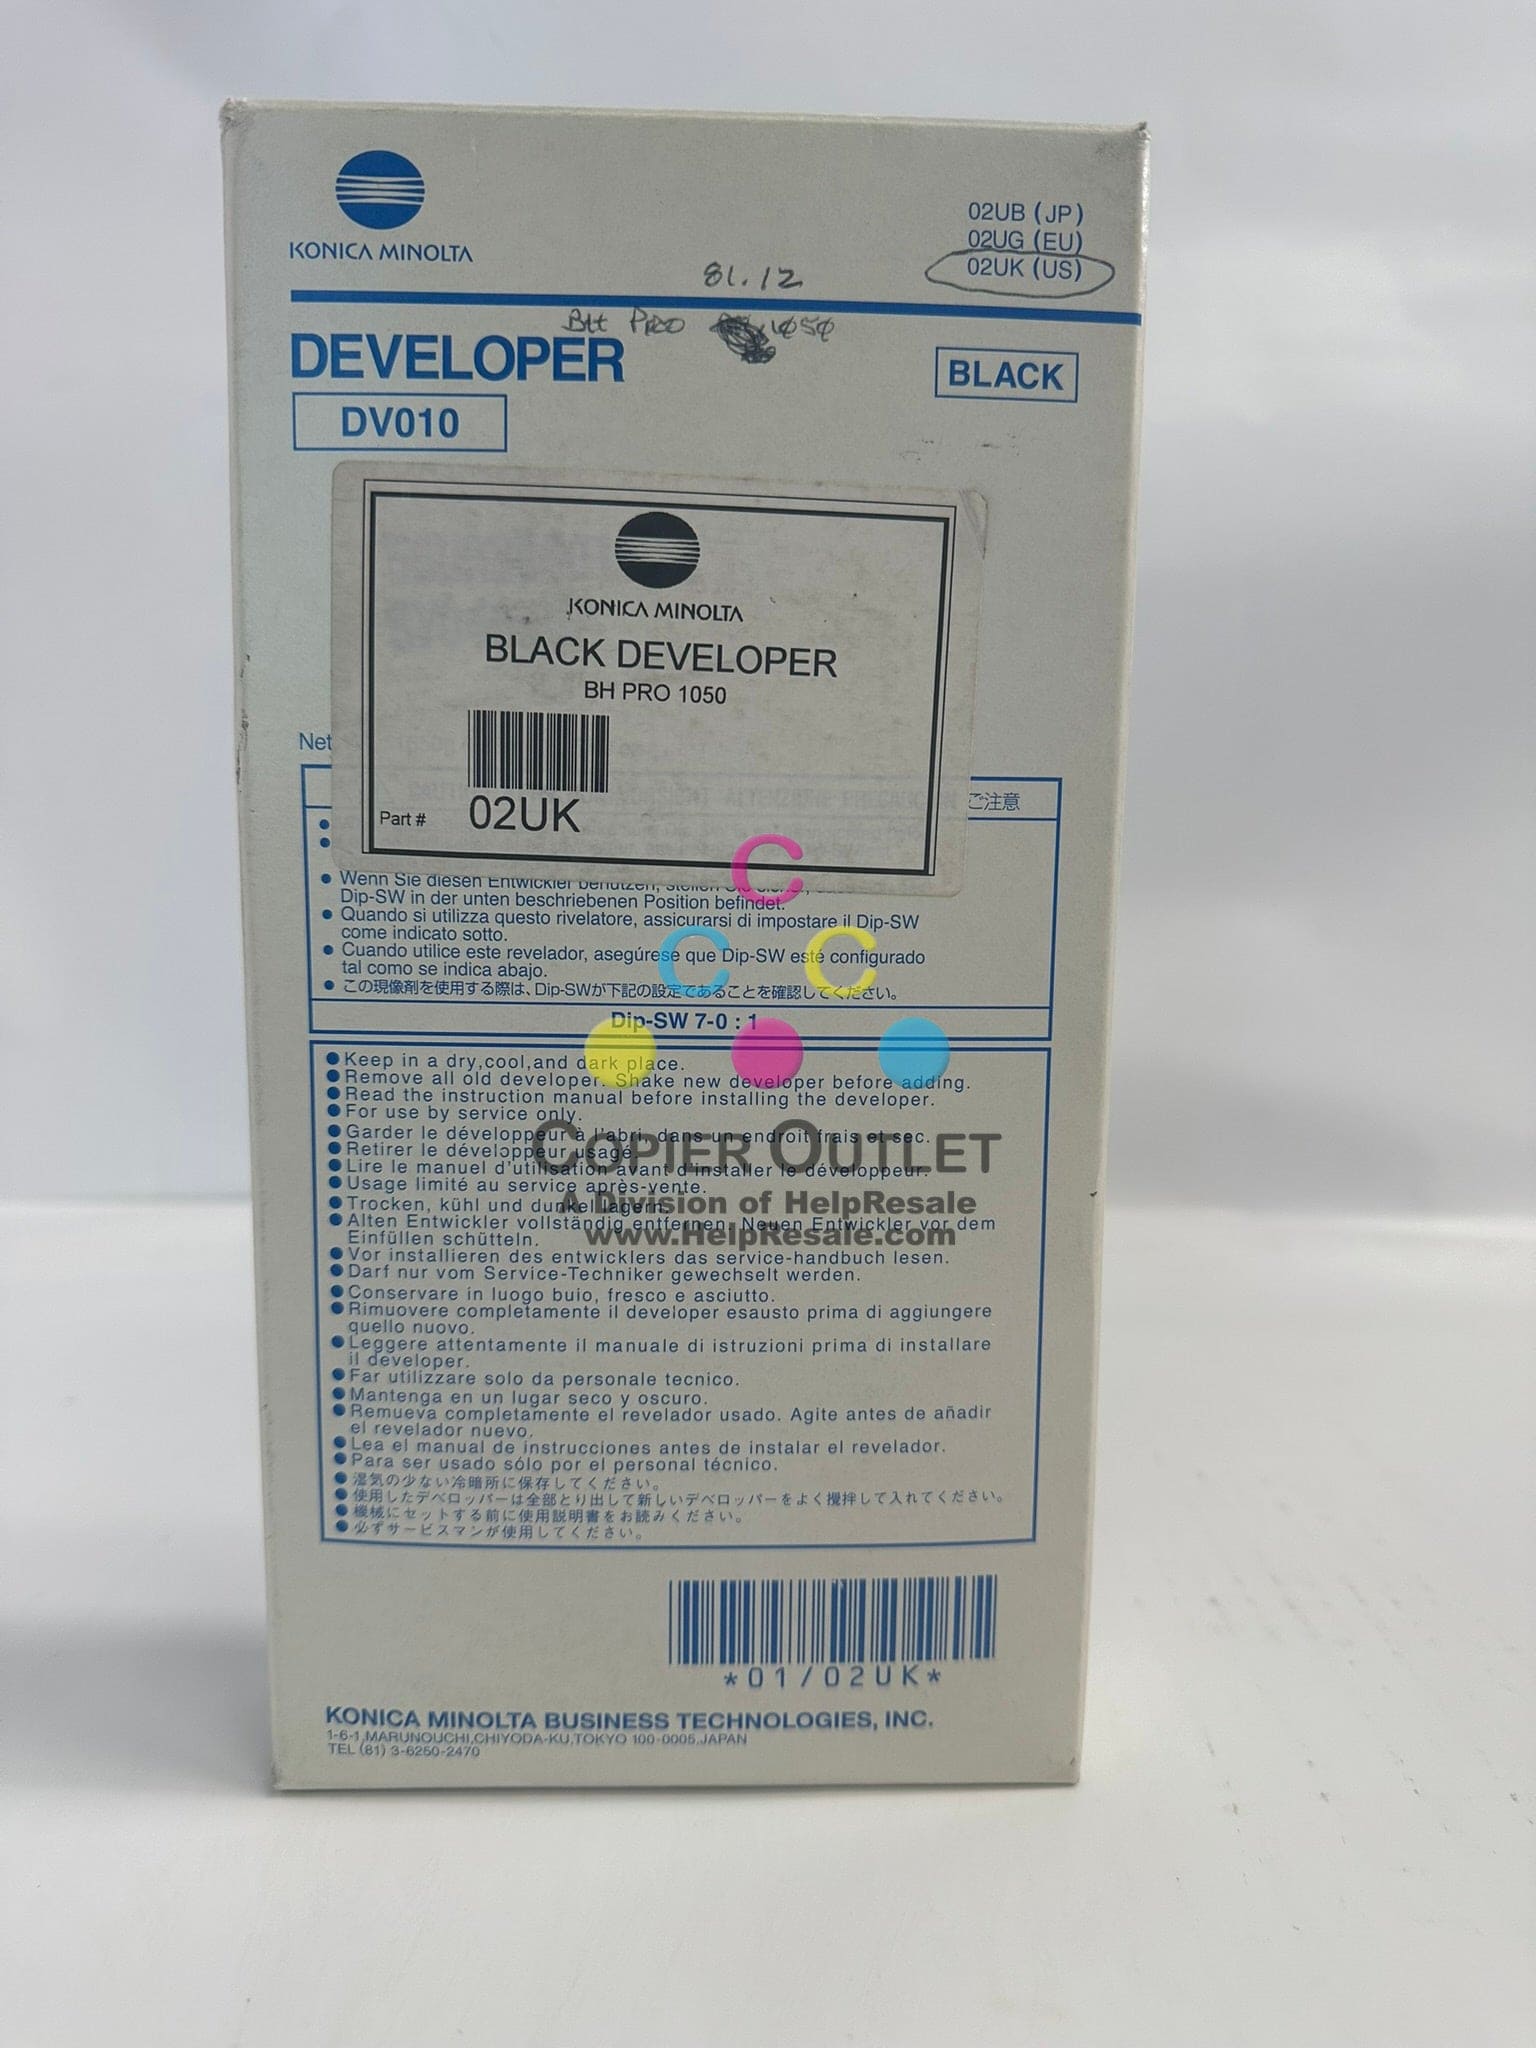 KONICA MINOLTA
02UB (JP)
02UG (EU)
02UK (US)
81.12
BH PRO 1050
DEVELOPER
BLACK
DV010
KONICA MINOLTA
BLACK DEVELOPER
BH PRO 1050
Part # 02UK
Net
ご注意
● Wenn Sie diesen Entwickler benutzen, stellen Sie
Dip-SW in der unten beschriebenen Position befindet.
● Quando si utilizza questo rivelatore, assicurarsi di impostare il Dip-SW
come indicato sotto.
● Cuando utilice este revelador, asegúrese que Dip-SW esté configurado
tal como se indica abajo.
● この現像剤を使用する際は、Dip-SWが下記の設定であることを確認してください。
Dip-SW 7-0 : 1
● Keep in a dry,cool,and dark place.
● Remove all old developer. Shake new developer before adding.
● Read the instruction manual before installing the developer.
● For use by service only.
● Garder le développeur à l'abri, dans un endroit frais et sec.
● Retirer le développeur usagé.
● Lire le manuel d'utilisation avant d'installer le développeur.
● Usage limité au service après-vente.
● Trocken, kühl und dunkel lagern.
● Alten Entwickler vollständig entfernen. Neuen Entwickler vor dem
Einfüllen schütteln.
● Vor installieren des entwicklers das service-handbuch lesen.
● Darf nur vom Service-Techniker gewechselt werden.
● Conservare in luogo buio, fresco e asciutto.
● Rimuovere completamente il developer esausto prima di aggiungere
quello nuovo.
● Leggere attentamente il manuale di istruzioni prima di installare
il developer.
● Far utilizzare solo da personale tecnico.
● Mantenga en un lugar seco y oscuro.
● Remueva completamente el revelador usado. Agite antes de añadir
el revelador nuevo.
● Lea el manual de instrucciones antes de instalar el revelador.
● Para ser usado sólo por el personal técnico.
● 湿気の少ない冷暗所に保存してください。
● 使用したデベロッパーは全部とり出して新しいデベロッパーをよく攪拌して入れてください。
● 機械にセットする前に使用説明書をお読みください。
● 必ずサービスマンが使用してください。
C
C C
COPIER OUTLET
A Division of HelpResale
www.HelpResale.com
*01/02UK*
KONICA MINOLTA BUSINESS TECHNOLOGIES, INC.
1-6-1,MARUNOUCHI,CHIYODA-KU,TOKYO 100-0005,JAPAN
TEL (81) 3-6250-2470